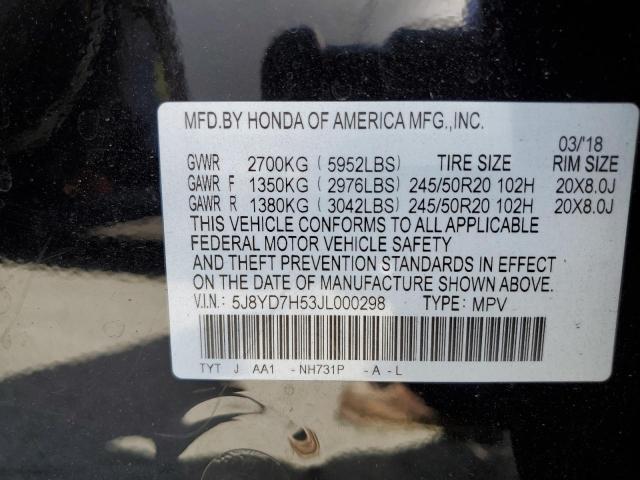 MFD.BY HONDA OF AMERICA MFG.,INC.
03/'18
GVWR 2700KG (5952LBS) TIRE SIZE RIM SIZE
GAWR F 1350KG (2976LBS) 245/50R20 102H 20X8.0J
GAWR R 1380KG (3042LBS) 245/50R20 102H 20X8.0J
THIS VEHICLE CONFORMS TO ALL APPLICABLE
FEDERAL MOTOR VEHICLE SAFETY
AND THEFT PREVENTION STANDARDS IN EFFECT
ON THE DATE OF MANUFACTURE SHOWN ABOVE.
V.I.N.: 5J8YD7H53JL000298 TYPE: MPV
TYT J AA1 -NH731P -A-L